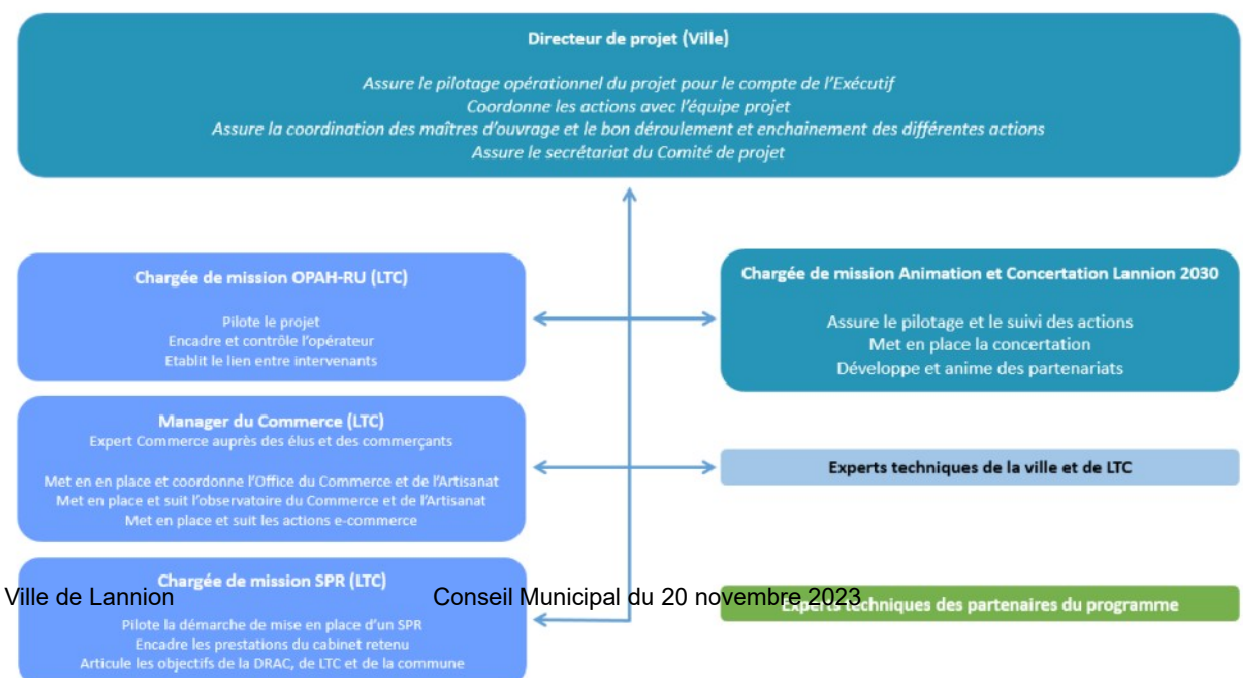 Directeur de projet (Ville)
Assure le pilotage opérationnel du projet pour le compte de l'Exécutif
Coordonne les actions avec l'équipe projet
Assure la coordination des maîtres d'ouvrage et le bon déroulement et enchainement des différentes actions
Assure le secrétariat du Comité de projet
Chargée de mission OPAH-RU (LTC)
Pilote le projet
Encadre et contrôle l'opérateur
Etablit le lien entre intervenants
Chargée de mission Animation et Concertation Lannion 2030
Assure le pilotage et le suivi des actions
Met en place la concertation
Développe et anime des partenariats
Manager du Commerce (LTC)
Expert Commerce auprès des élus et des commerçants
Met en en place et coordonne l'Office du Commerce et de l'Artisanat
Met en place et suit l'observatoire du Commerce et de l'Artisanat
Met en place et suit les actions e-commerce
Experts techniques de la ville et de LTC
Chargée de mission SPR (LTC)
Pilote la démarche de mise en place d'un SPR
Encadre les prestations du cabinet retenu
Articule les objectifs de la DRAC, de LTC et de la commune
Experts techniques des partenaires du programme
Ville de Lannion
Conseil Municipal du 20 novembre 2023